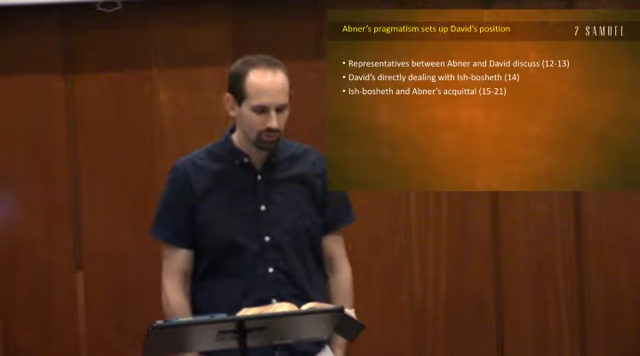 Abner's pragmatism sets up David's position
2 SAMUEL
• Representatives between Abner and David discuss (12-13)
• David's directly dealing with Ish-bosheth (14)
• Ish-bosheth and Abner's acquittal (15-21)